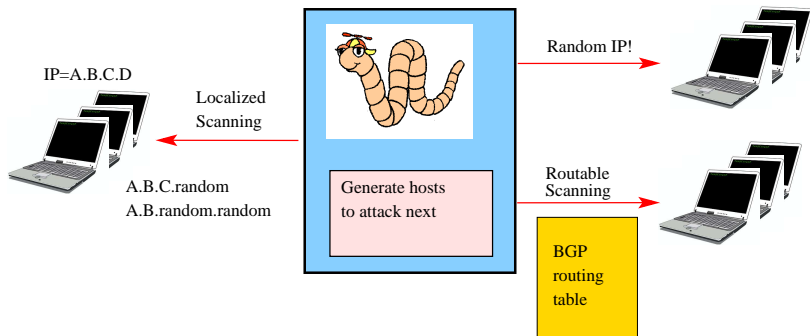 IP=A.B.C.D
Localized
Scanning
A.B.C.random
A.B.random.random
Generate hosts
to attack next
Random IP!
Routable
Scanning
BGP
routing
table